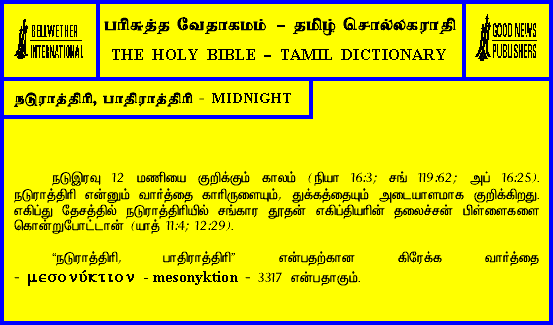 BELLWETHER
INTERNATIONAL
பரிசுத்த வேதாகமம் – தமிழ் சொல்லகராதி
THE HOLY BIBLE – TAMIL DICTIONARY
GOOD NEWS
PUBLISHERS
நடுராத்திரி, பாதிராத்திரி - MIDNIGHT
நடுஇரவு 12 மணியை குறிக்கும் காலம் (நியா 16:3; சங் 119:62; அப் 16:25).
நடுராத்திரி என்னும் வார்த்தை காரிருளையும், துக்கத்தையும் அடையாளமாக குறிக்கிறது.
எகிப்து தேசத்தில் நடுராத்திரியில் சங்கார தூதன் எகிப்தியரின் தலைச்சன் பிள்ளைகளை
கொன்றுபோட்டான் (யாத் 11:4; 12:29).
“நடுராத்திரி, பாதிராத்திரி” என்பதற்கான கிரேக்க வார்த்தை
- μεσονύκτιον - mesonyktion - 3317 என்பதாகும்.